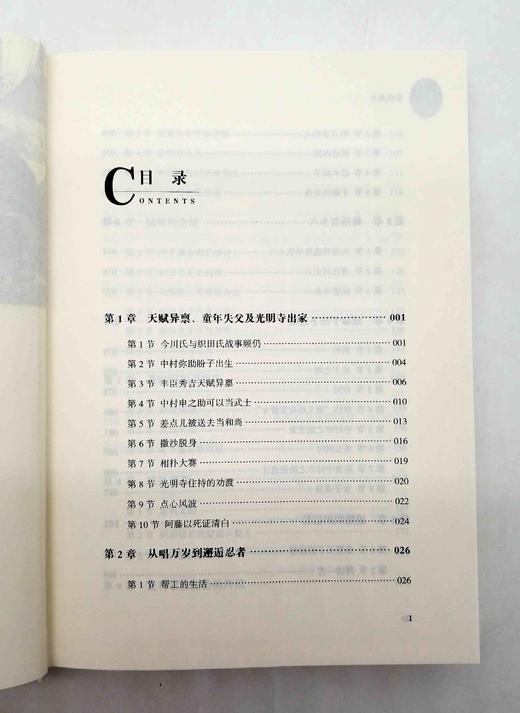 目 录
CONTENTS
第1章 天赋异禀、童年失父及光明寺出家 001
第1节 今川氏与织田氏战事频仍 001
第2节 中村弥助盼子出生 004
第3节 丰臣秀吉天赋异禀 006
第4节 中村申之助可以当武士 010
第5节 差点儿被送去当和尚 013
第6节 撒沙脱身 016
第7节 相扑大赛 019
第8节 光明寺住持的劝渡 020
第9节 点心风波 022
第10节 阿藤以死证清白 024
第2章 从唱万岁到邂逅忍者 026
第1节 帮工的生活 026
I